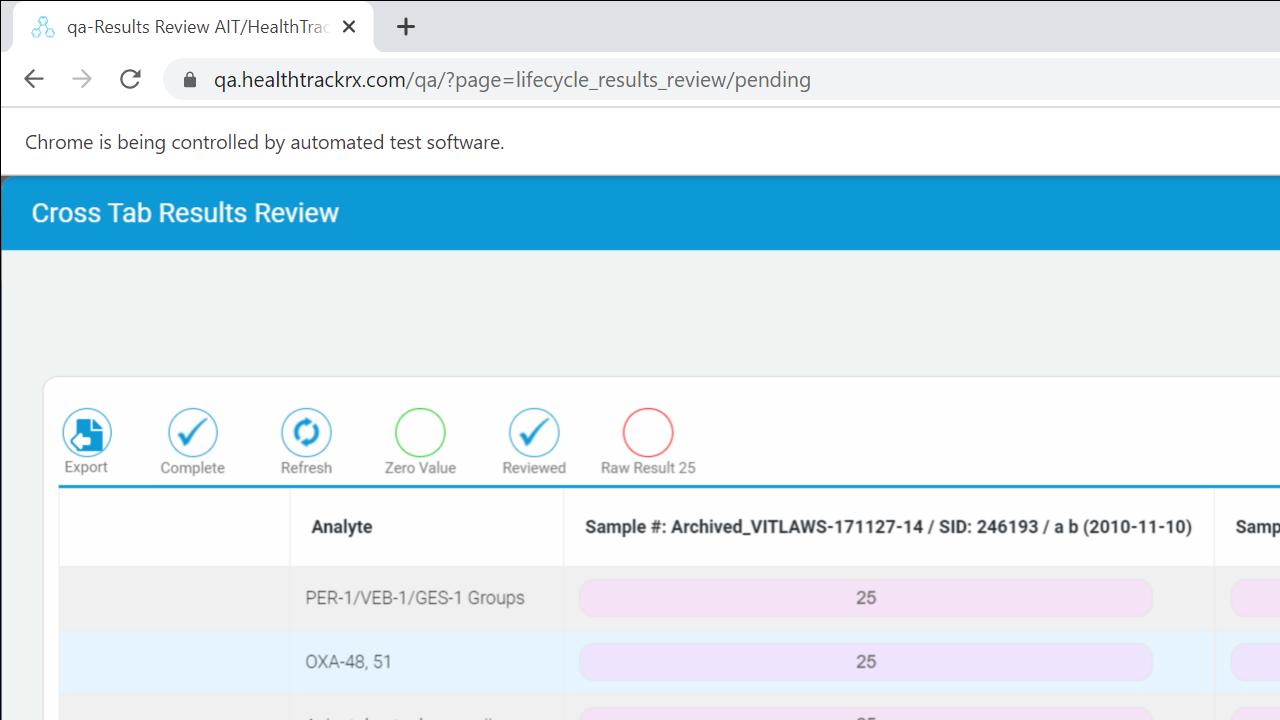 qa-Results Review AIT/HealthTrac
qa.healthtrackrx.com/qa/?page=lifecycle_results_review/pending
Chrome is being controlled by automated test software.
Cross Tab Results Review
Export Complete Refresh Zero Value Reviewed Raw Result 25
Analyte Sample #: Archived_VITLAWS-171127-14 / SID: 246193 / a b (2010-11-10) Samp
PER-1/VEB-1/GES-1 Groups 25
OXA-48, 51 25